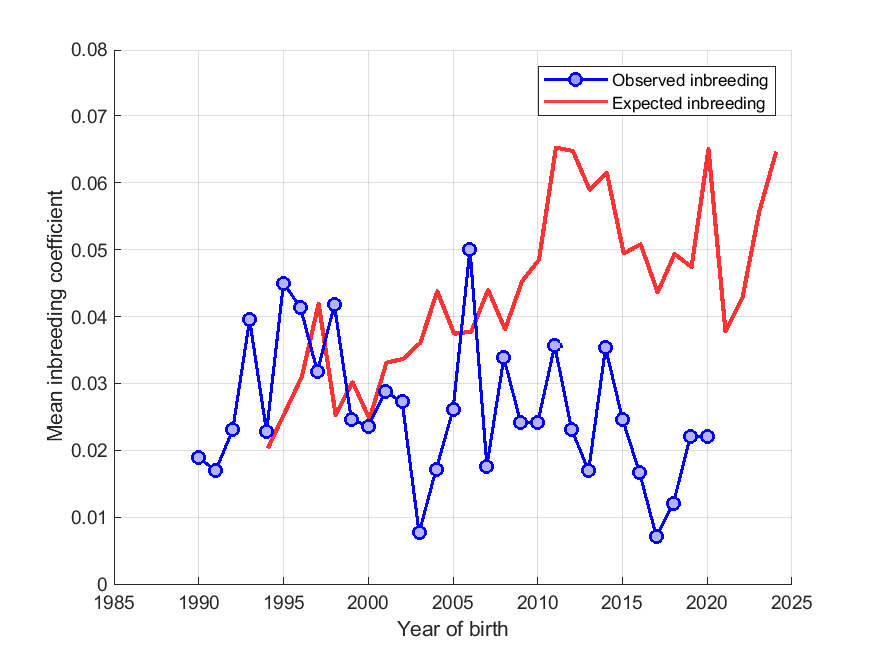 0.08
0.07
0.06
0.05
0.04
0.03
0.02
0.01
0
Mean inbreeding coefficient
Observed inbreeding
Expected inbreeding
1985 1990 1995 2000 2005 2010 2015 2020 2025
Year of birth